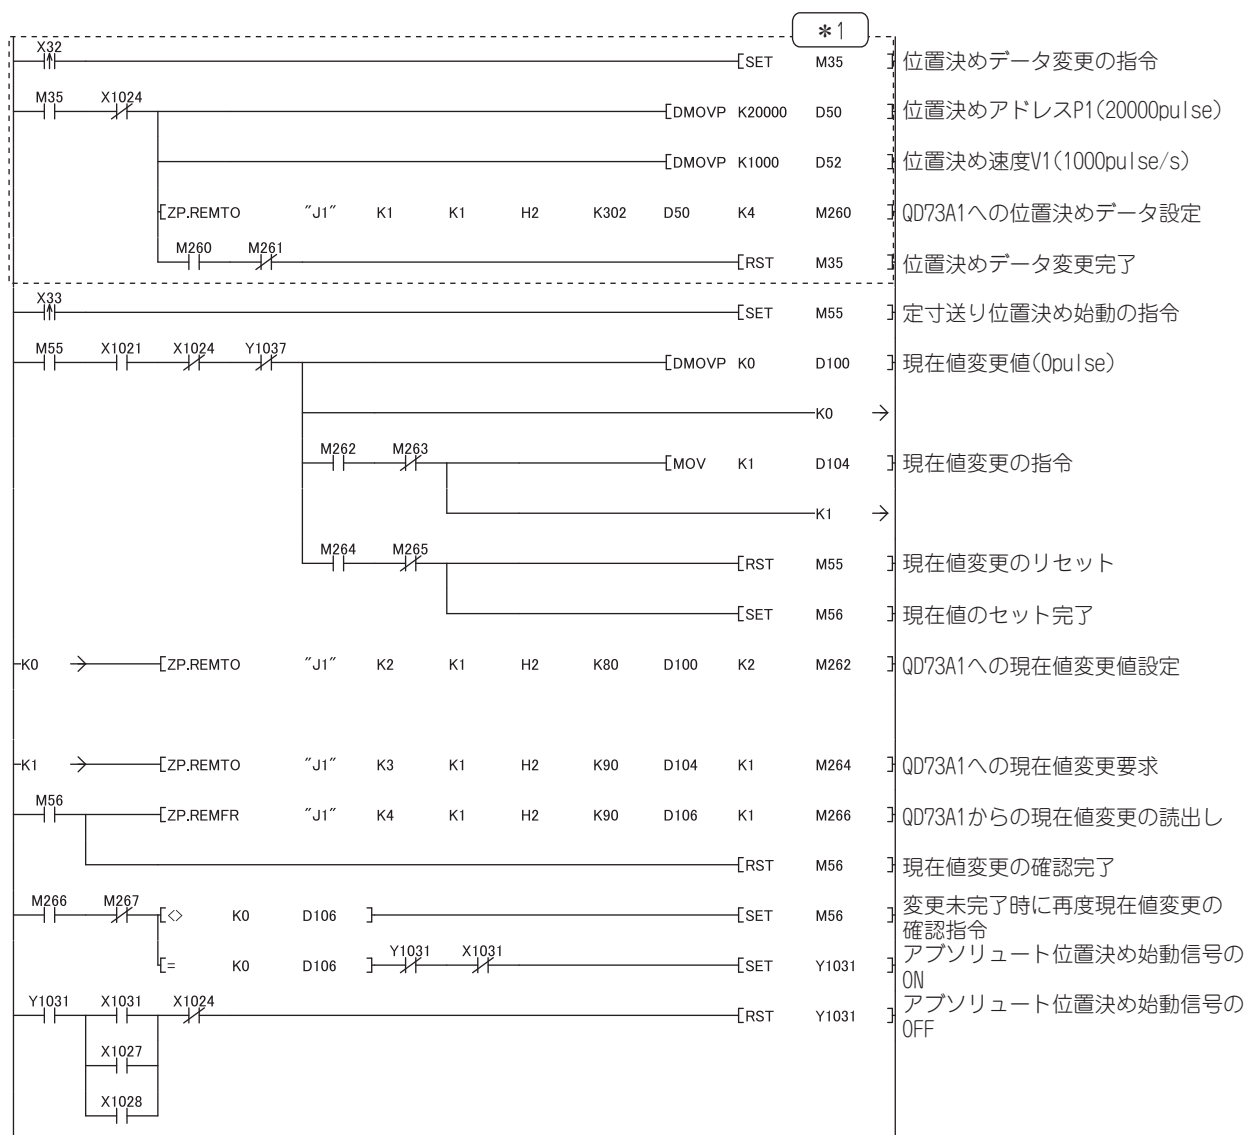 *1
X32
[SET M35 ] 位置決めデータ変更の指令
M35 X1024
[DMOVP K20000 D50 ] 位置決めアドレスP1(20000pulse)
[DMOVP K1000 D52 ] 位置決め速度V1(1000pulse/s)
[ZP.REMTO "J1" K1 K1 H2 K302 D50 K4 M260 ] QD73A1への位置決めデータ設定
M260 M261
[RST M35 ] 位置決めデータ変更完了
X33
[SET M55 ] 定寸送り位置決め始動の指令
M55 X1021 X1024 Y1037
[DMOVP K0 D100 ] 現在値変更値(0pulse)
K0
M262 M263
[MOV K1 D104 ] 現在値変更の指令
K1
M264 M265
[RST M55 ] 現在値変更のリセット
[SET M56 ] 現在値のセット完了
K0 [ZP.REMTO "J1" K2 K1 H2 K80 D100 K2 M262 ] QD73A1への現在値変更値設定
K1 [ZP.REMTO "J1" K3 K1 H2 K90 D104 K1 M264 ] QD73A1への現在値変更要求
M56
[ZP.REMFR "J1" K4 K1 H2 K90 D106 K1 M266 ] QD73A1からの現在値変更の読出し
[RST M56 ] 現在値変更の確認完了
M266 M267
[<> K0 D106 ] [SET M56 ] 変更未完了時に再度現在値変更の
確認指令
Y1031 X1031
[= K0 D106 ] [SET Y1031 ] アブソリュート位置決め始動信号の
ON
Y1031 X1031 X1024
[RST Y1031 ] アブソリュート位置決め始動信号の
OFF
X1027
X1028